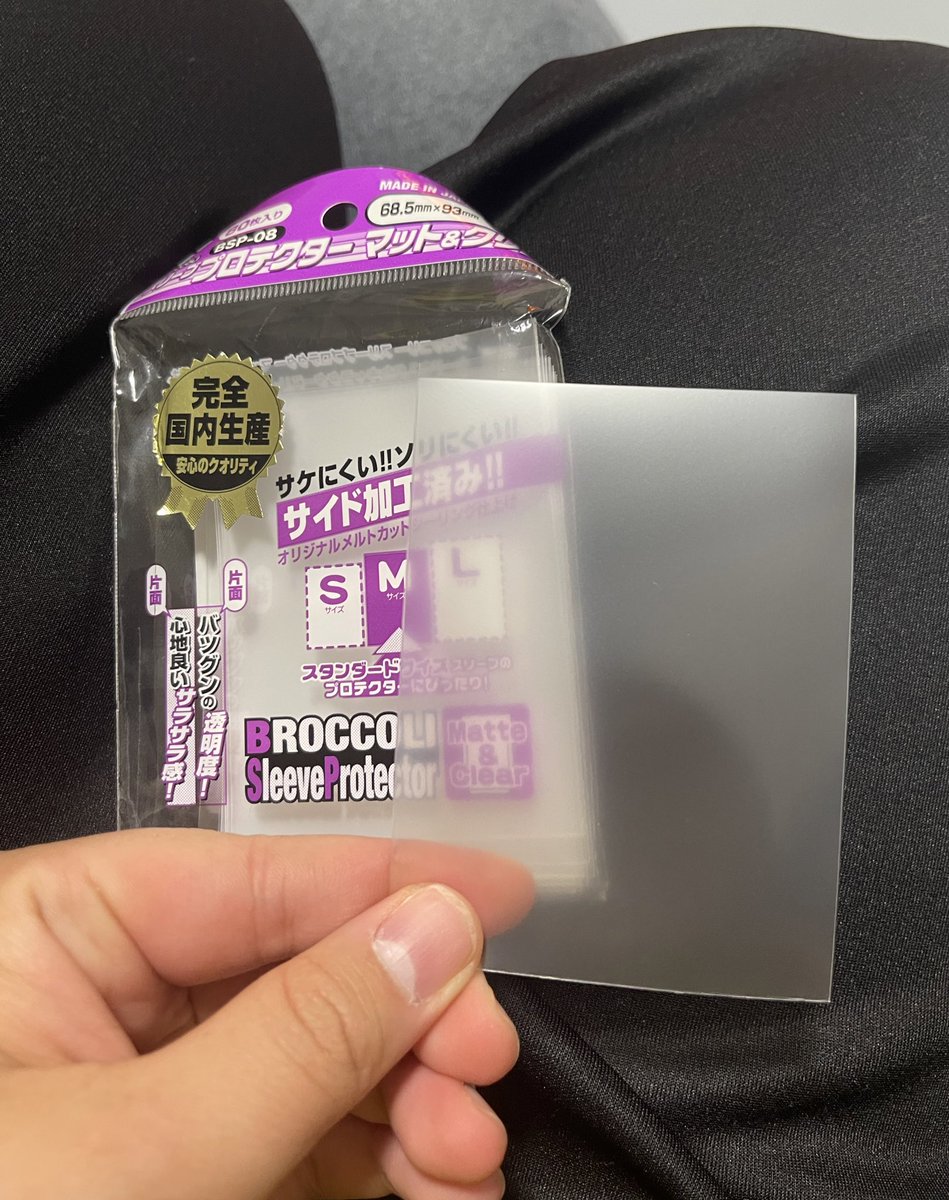 MADE IN JA
80枚入り
68.5mm×93mm
BSP-08
プロテクター マット&ク
完全
国内生産
安心のクオリティ
サケにくい!!ソリにくい!!
サイド加工済み!!
オリジナルメルトカット
S
サイズ
M
サイズ
L
片面
バツグンの透明度!
片面
心地良いサラサラ感!
スタンダード
スリーブの
プロテクターにぴったり!
BROCCOLI
SleeveProtector
Matte
&
Clear